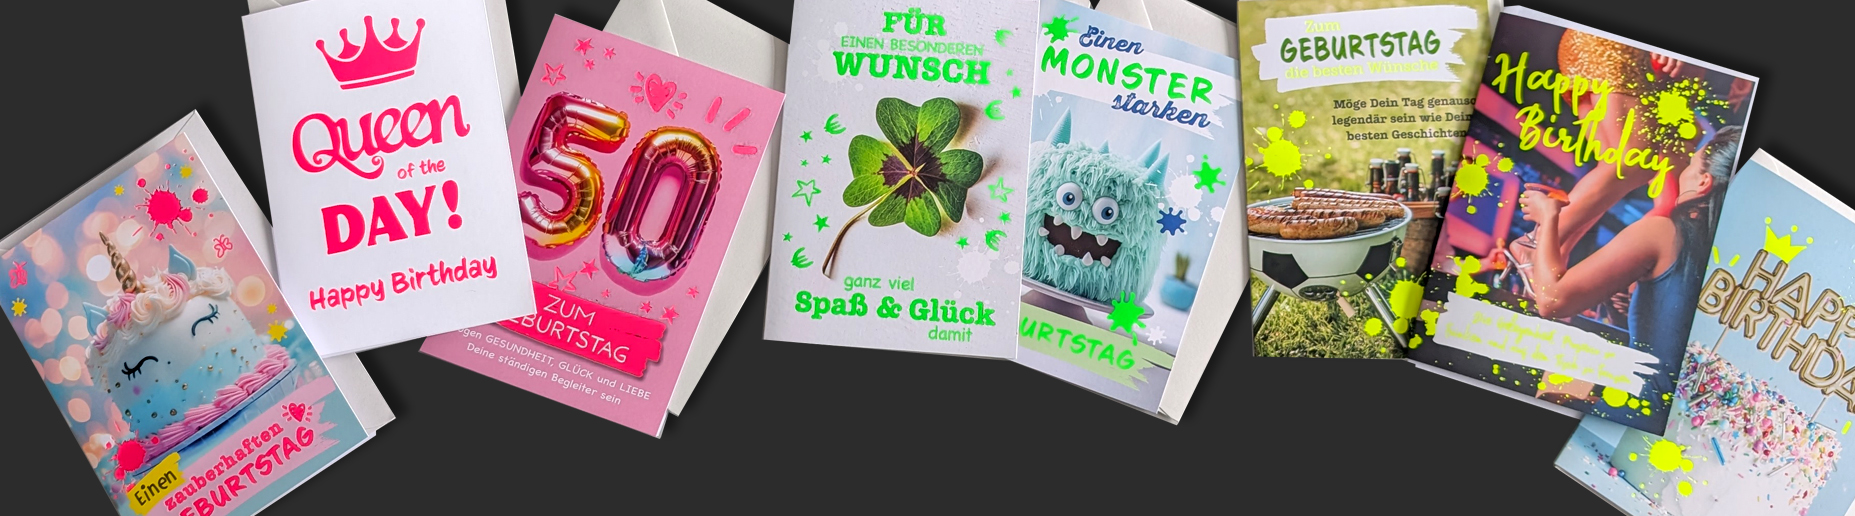 Einen
zauberhaften
GEBURTSTAG
Queen
of the
DAY!
Happy Birthday
50
ZUM
GEBURTSTAG
GESUNDHEIT, GLÜCK und LIEBE
Deine ständigen Begleiter sein
FÜR
EINEN BESONDEREN
WUNSCH
ganz viel
Spaß & Glück
damit
Einen
MONSTER
starken
URTSTAG
Zum
GEBURTSTAG
die besten Wünsche
Möge Dein Tag genauso
legendär sein wie Dein
besten Geschichten
Happy
Birthday
HAPP
BIRTHDA